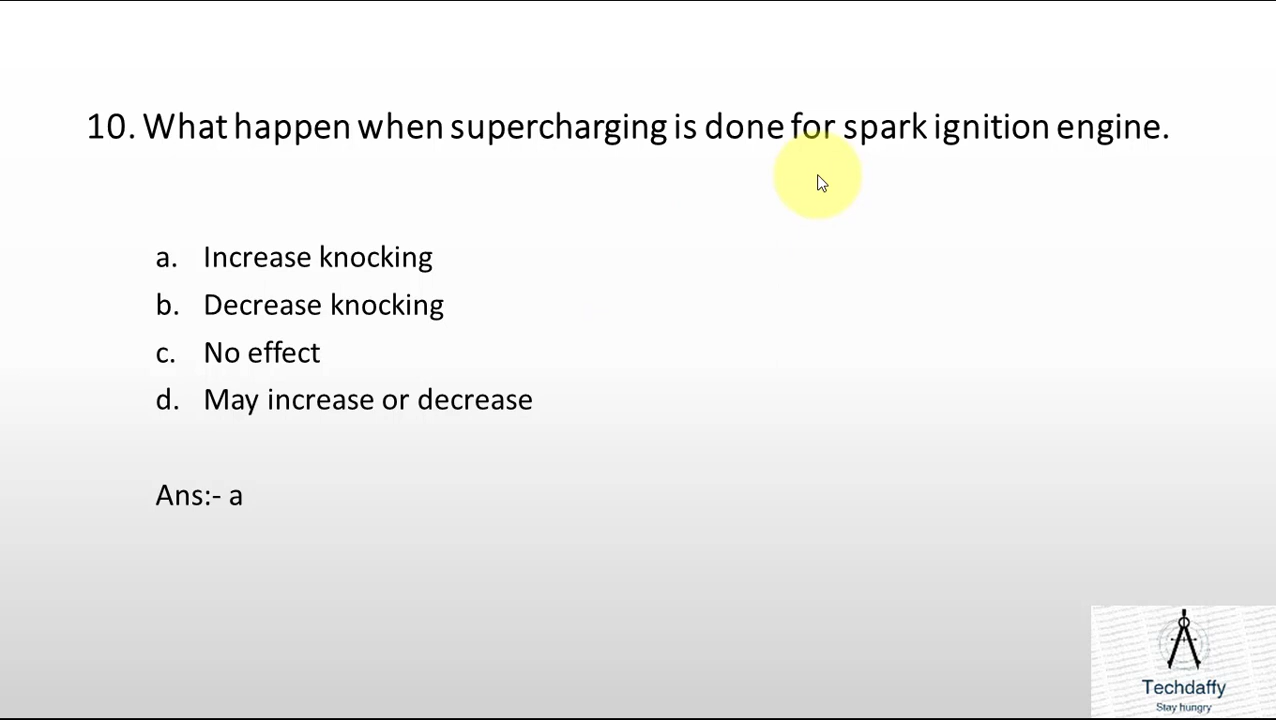 10. What happen when supercharging is done for spark ignition engine.
a. Increase knocking
b. Decrease knocking
c. No effect
d. May increase or decrease
Ans:- a
Techdaffy
Stay hungry